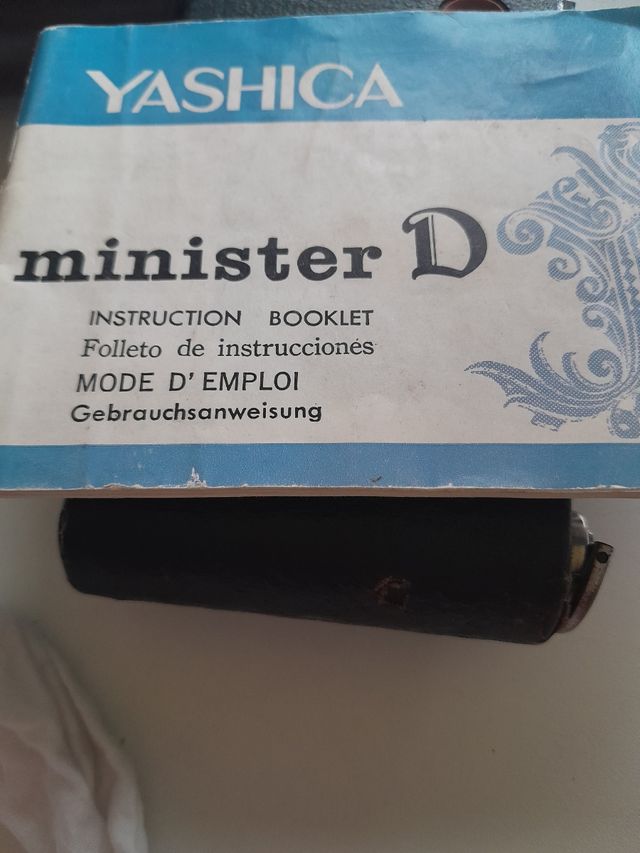 YASHICA
minister D
INSTRUCTION BOOKLET
Folleto de instrucciones
MODE D' EMPLOI
Gebrauchsanweisung